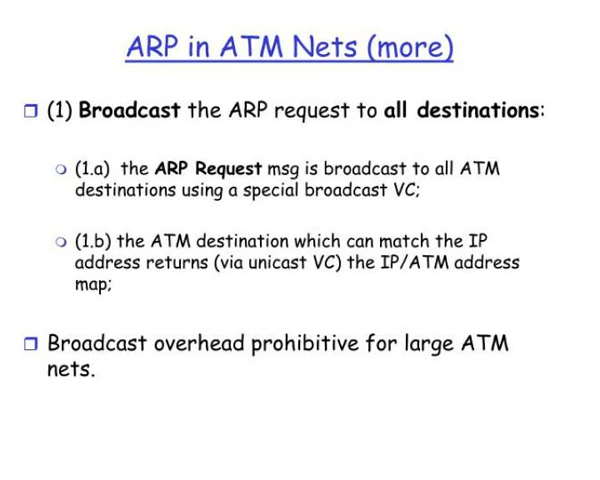 ARP in ATM Nets (more)
(1) Broadcast the ARP request to all destinations:
(1.a) the ARP Request msg is broadcast to all ATM
destinations using a special broadcast VC;
(1.b) the ATM destination which can match the IP
address returns (via unicast VC) the IP/ATM address
map;
Broadcast overhead prohibitive for large ATM
nets.